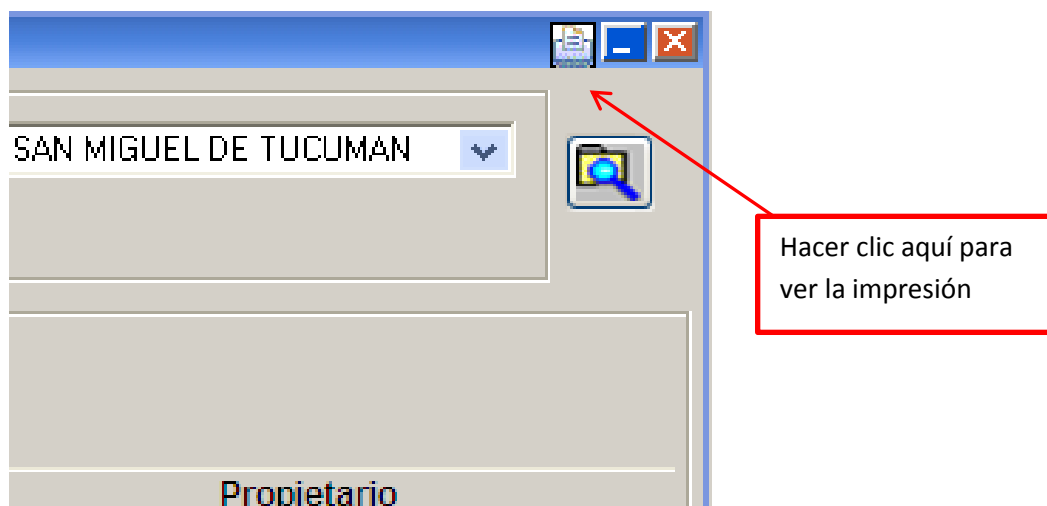 SAN MIGUEL DE TUCUMAN
Hacer clic aquí para
ver la impresión
Propietario